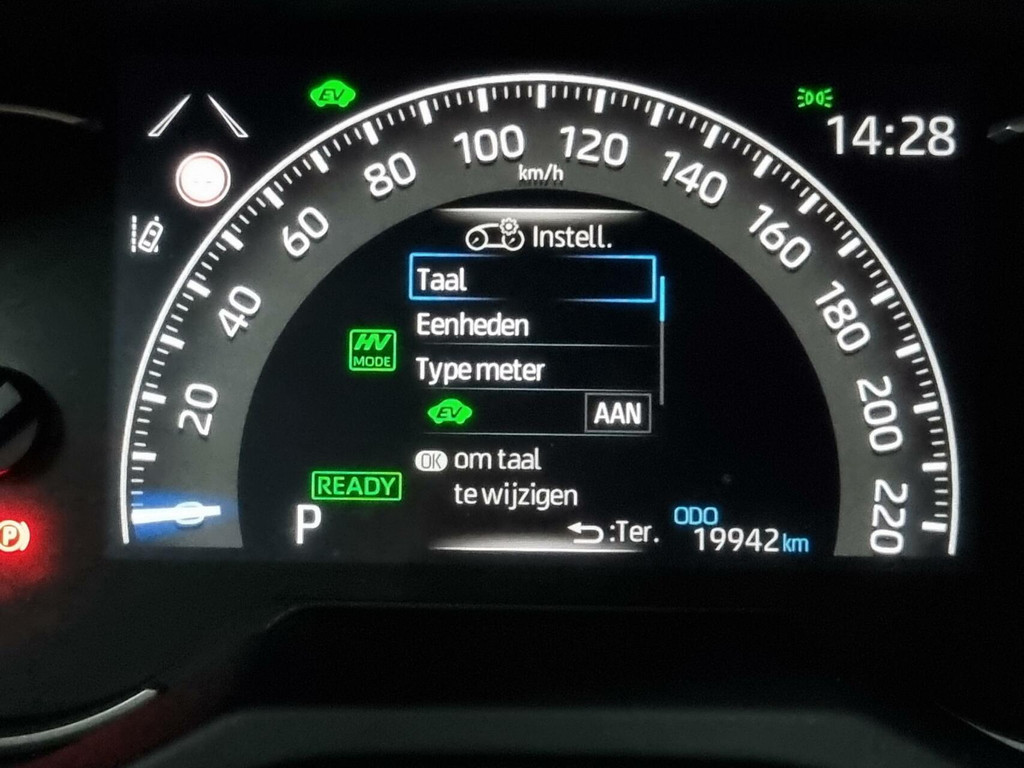 EV
14:28
20
40
60
80
100
120
140
160
180
200
220
km/h
Instell.
Taal
Eenheden
Type meter
EV AAN
HV
MODE
OK om taal
te wijzigen
READY
P
:Ter.
ODO
19942 km
P